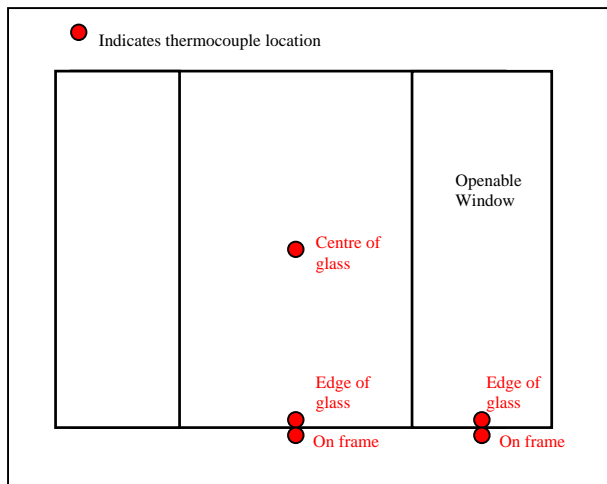 Indicates thermocouple location
Openable
Window
Centre of
glass
Edge of
glass
Edge of
glass
On frame
On frame